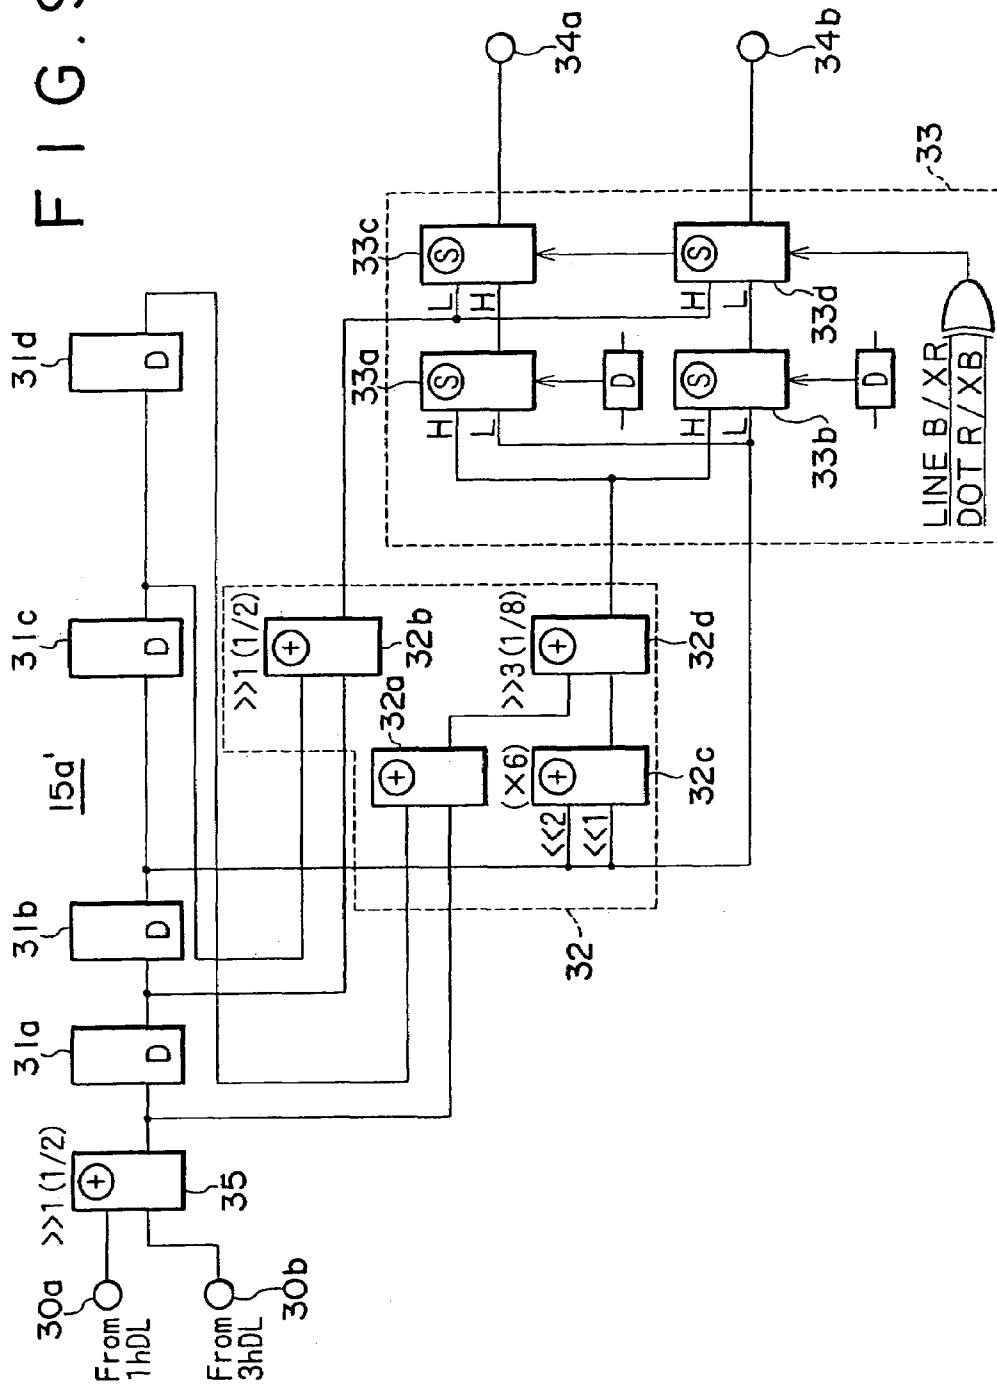 FIG.
15a'
30a
From
1hDL
30b
From
3hDL
>>1 (1/2)
+
35
31a
D
31b
D
31c
D
31d
D
32
32a
+
>>1 (1/2)
+
32b
(X6)
<<2
<<1
+
32c
>>3 (1/8)
+
32d
33
33a
H
L
S
D
33b
H
L
S
D
33c
L
H
S
33d
H
L
S
LINE B/XR
DOT R/XB
34a
34b